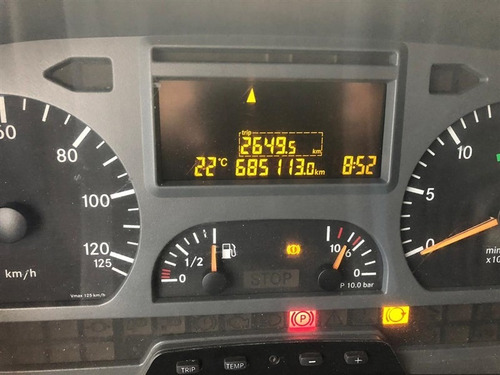 trip
2649.5 km
22°C 685113.0 km 8:52
60
80
100
120
125
km/h
Vmax 125 km/h
1/2
0
STOP
10
6
0
P 10.0 bar
10
5
0
min
x10
P
TRIP
TEMP
-
+